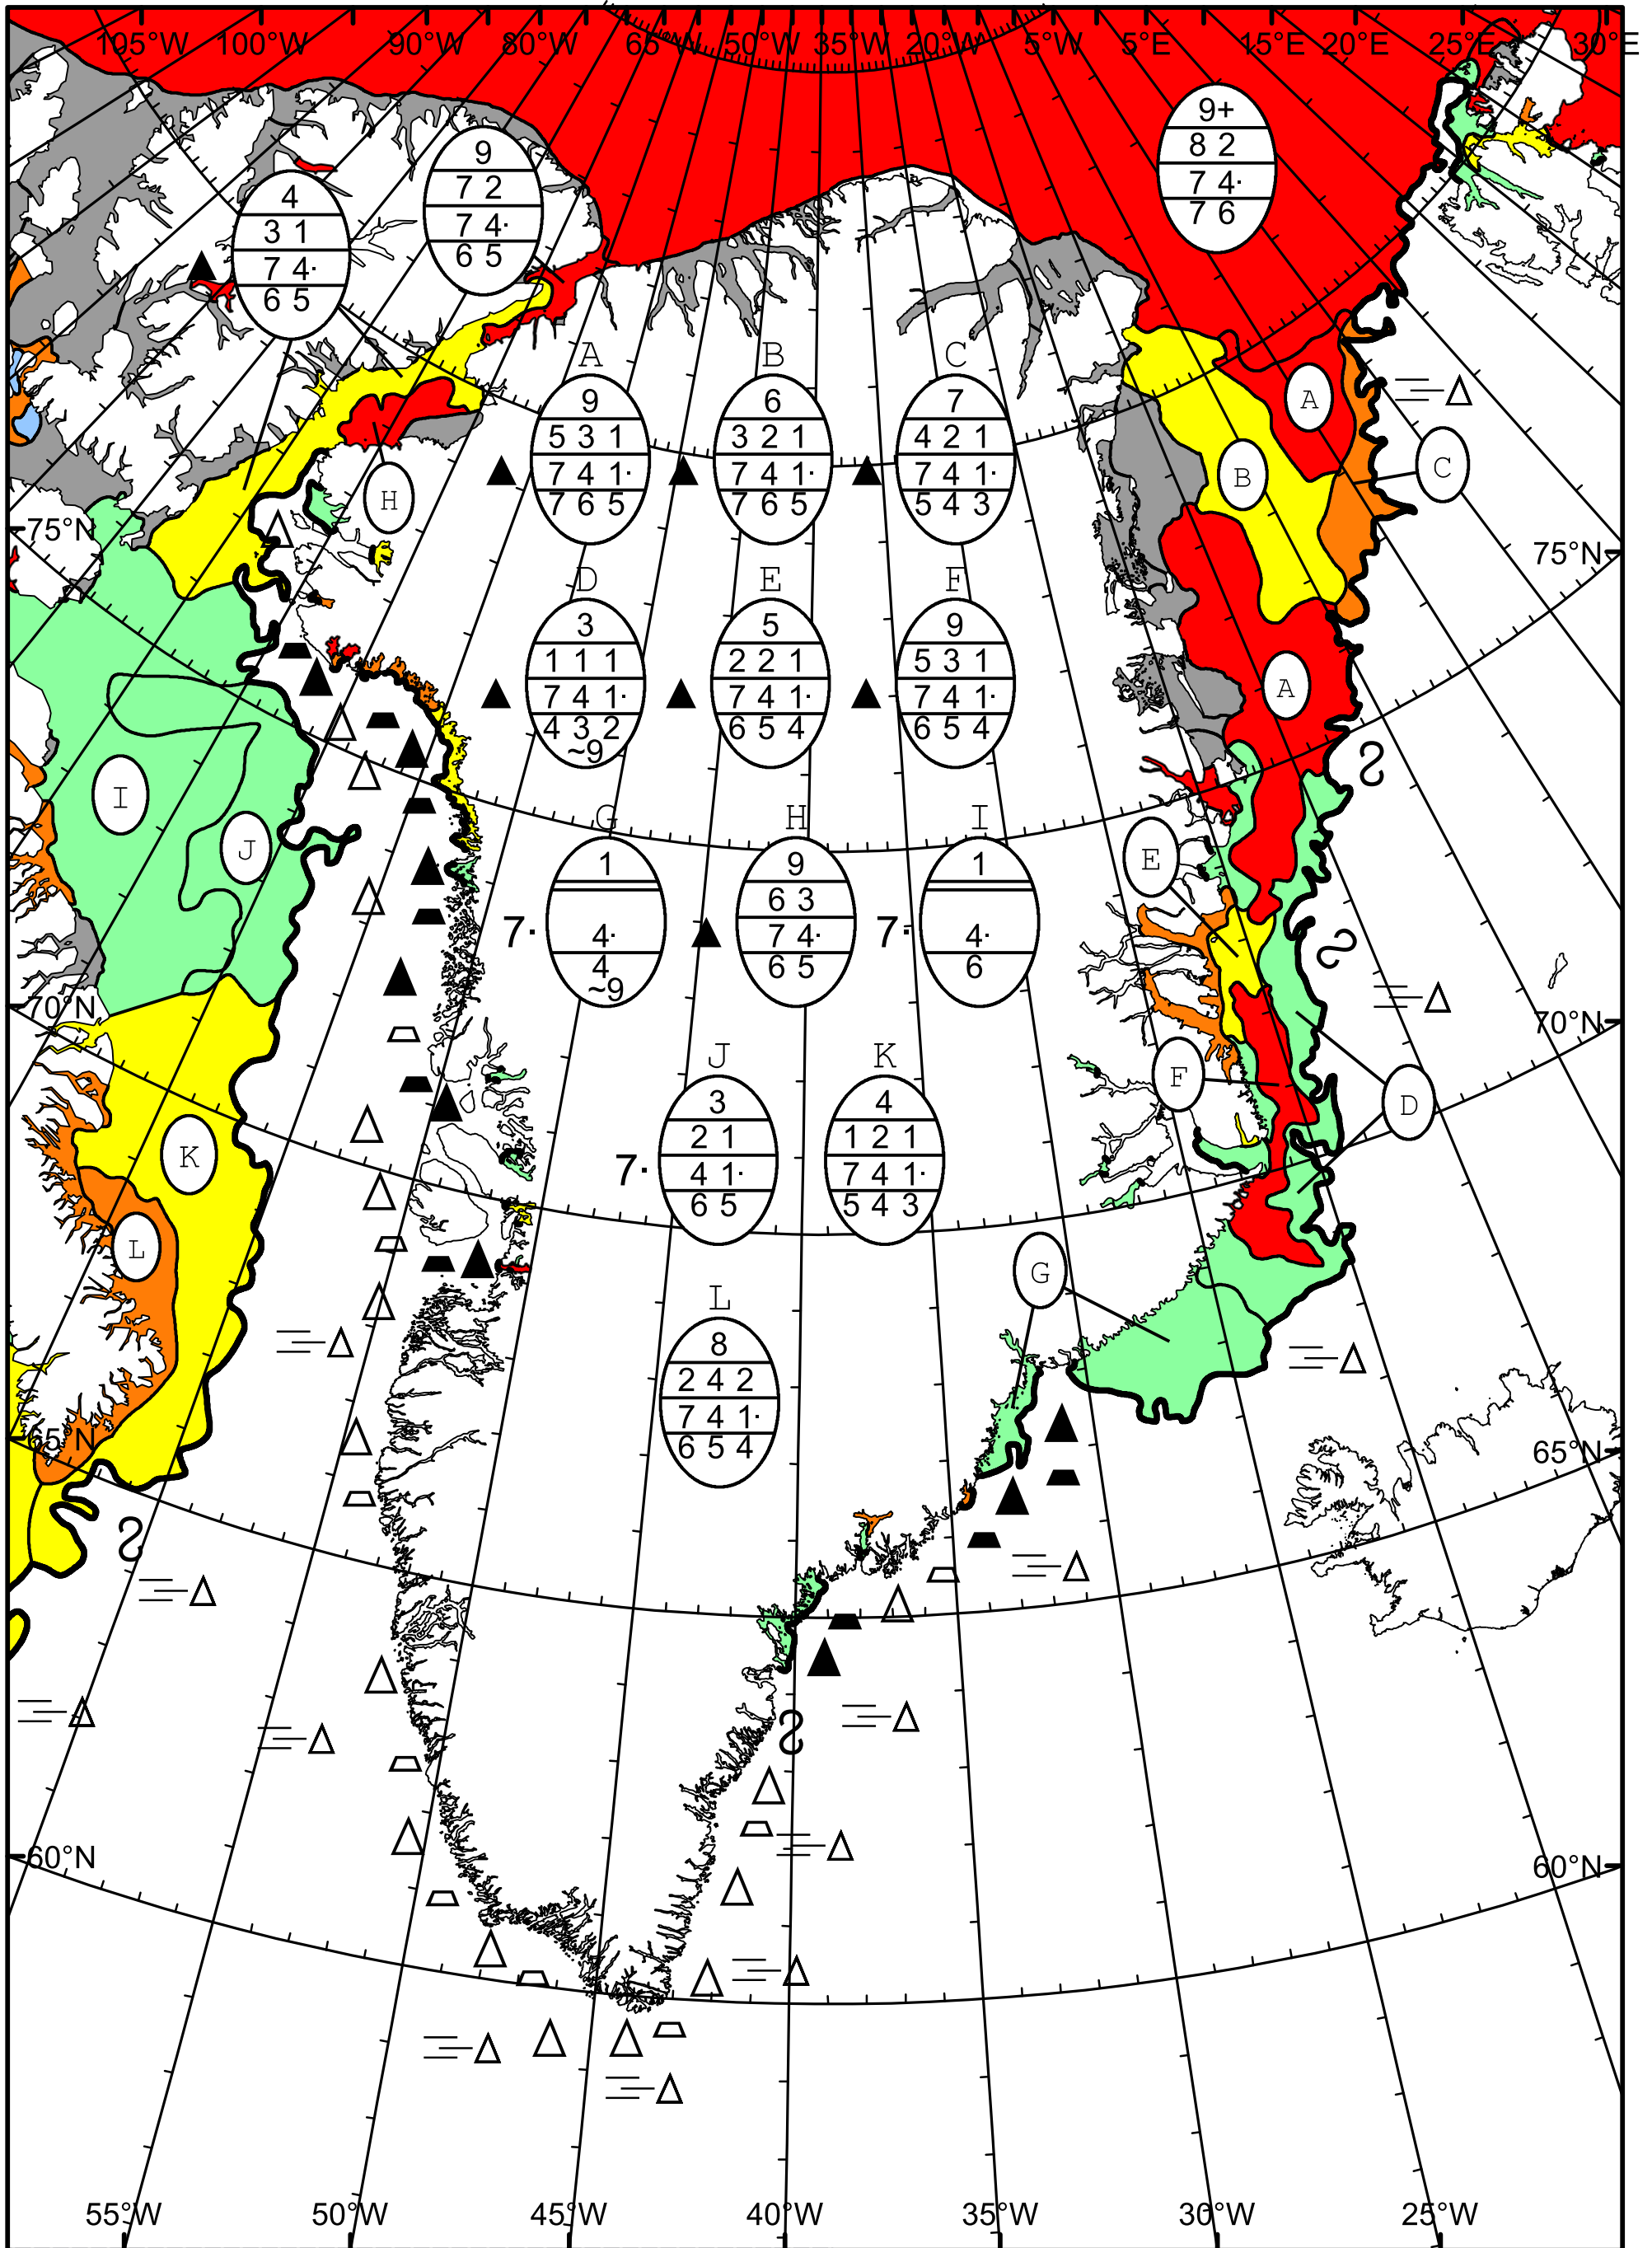 105°W 100°W 90°W 80°W 65°W 50°W 35°W 20°W 5°W 5°E 15°E 20°E 25°E 30°E
9+
8 2
7 4·
7 6
9
7 2
7 4·
6 5
4
3 1
7 4·
6 5
A B C
9 6 7
5 3 1 3 2 1 4 2 1
7 4 1· 7 4 1· 7 4 1·
7 6 5 7 6 5 5 4 3
A
B
C
H
75°N 75°N
D E F
3 5 9
1 1 1 2 2 1 5 3 1
7 4 1· 7 4 1· 7 4 1·
4 3 2 6 5 4 6 5 4
~9
A
I
J
G H I
1 9 1
6 3
7· 4· 7 4· 7· 4·
4 6 5 6
~9
E
70°N 70°N
F
D
J K
3 4
2 1 1 2 1
7· 4 1· 7 4 1·
6 5 5 4 3
K
L
G
L
8
2 4 2
7 4 1·
6 5 4
65°N 65°N
60°N 60°N
55°W 50°W 45°W 40°W 35°W 30°W 25°W